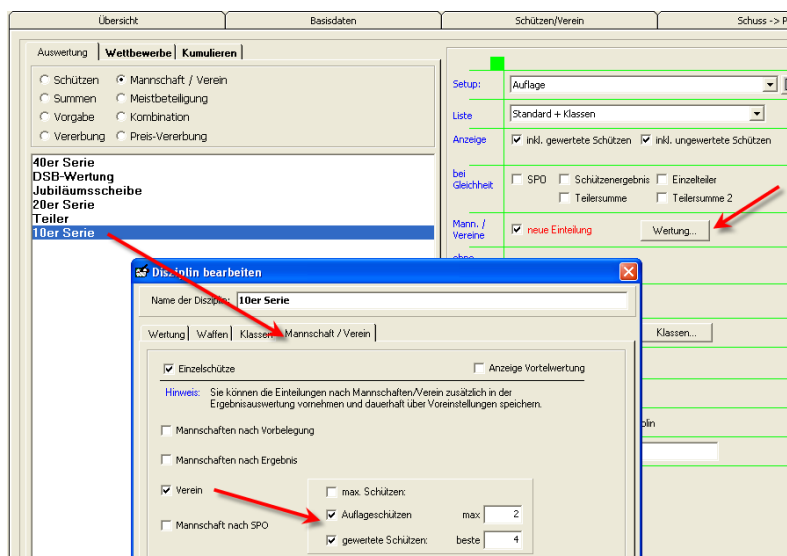 Übersicht Basisdaten Schützen/Verein Schuss -> P
Auswertung Wettbewerbe Kumulieren
Schützen Mannschaft / Verein
Summen Meistbeteiligung
Vorgabe Kombination
Vererbung Preis-Vererbung
40er Serie
DSB-Wertung
Jubiläumsscheibe
20er Serie
Teiler
10er Serie
Setup: Auflage
Liste Standard + Klassen
Anzeige inkl. gewertete Schützen inkl. ungewertete Schützen
bei Gleichheit SPO Schützenergebnis Einzelteiler
Teilersumme Teilersumme 2
Mann. / Vereine neue Einteilung Wertung...
ohne
Klassen...
plin
Disziplin bearbeiten
Name der Disziplin: 10er Serie
Wertung Waffen Klassen Mannschaft / Verein
Einzelschütze Anzeige Vortelwertung
Hinweis: Sie können die Einteilungen nach Mannschaften/Verein zusätzlich in der
Ergebnisauswertung vornehmen und dauerhaft über Voreinstellungen speichern.
Mannschaften nach Vorbelegung
Mannschaften nach Ergebnis
Verein max. Schützen:
Auflageschützen max 2
Mannschaft nach SPO
gewertete Schützen: beste 4